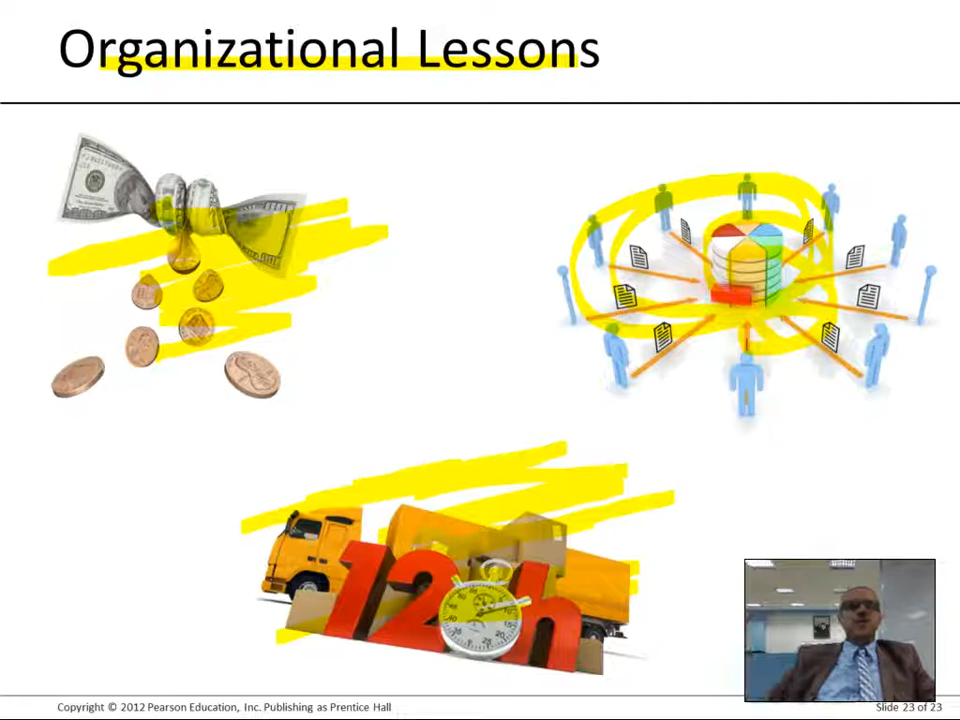 Organizational Lessons
12h
Copyright © 2012 Pearson Education, Inc. Publishing as Prentice Hall
Slide 23 of 23